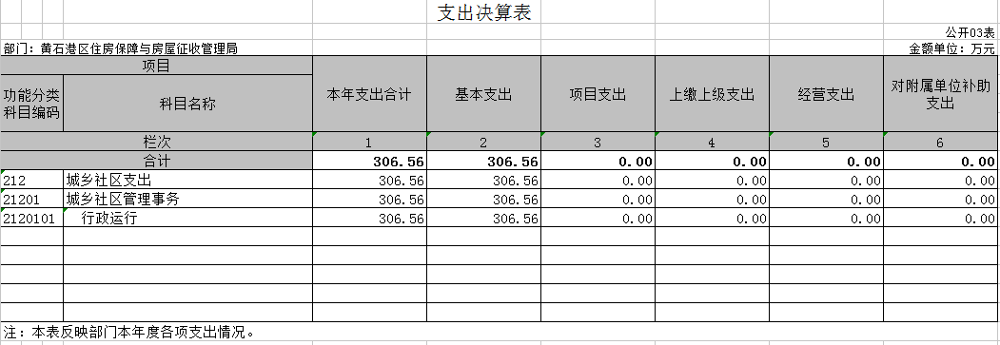 支出决算表
公开03表
部门：黄石港区住房保障与房屋征收管理局 金额单位：万元
项目 本年支出合计 基本支出 项目支出 上缴上级支出 经营支出 对附属单位补助支出
功能分类科目编码 科目名称
栏次 1 2 3 4 5 6
合计 306.56 306.56 0.00 0.00 0.00 0.00
212 城乡社区支出 306.56 306.56 0.00 0.00 0.00 0.00
21201 城乡社区管理事务 306.56 306.56 0.00 0.00 0.00 0.00
2120101 行政运行 306.56 306.56 0.00 0.00 0.00 0.00
注：本表反映部门本年度各项支出情况。